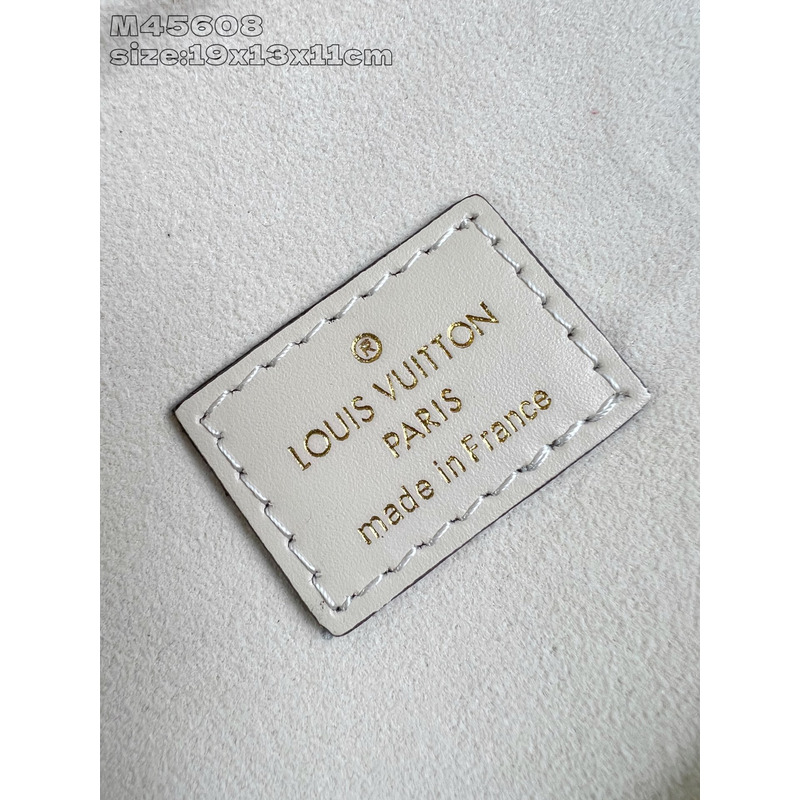 M45608
size:19x13x11cm
®
LOUIS VUITTON
PARIS
made in France